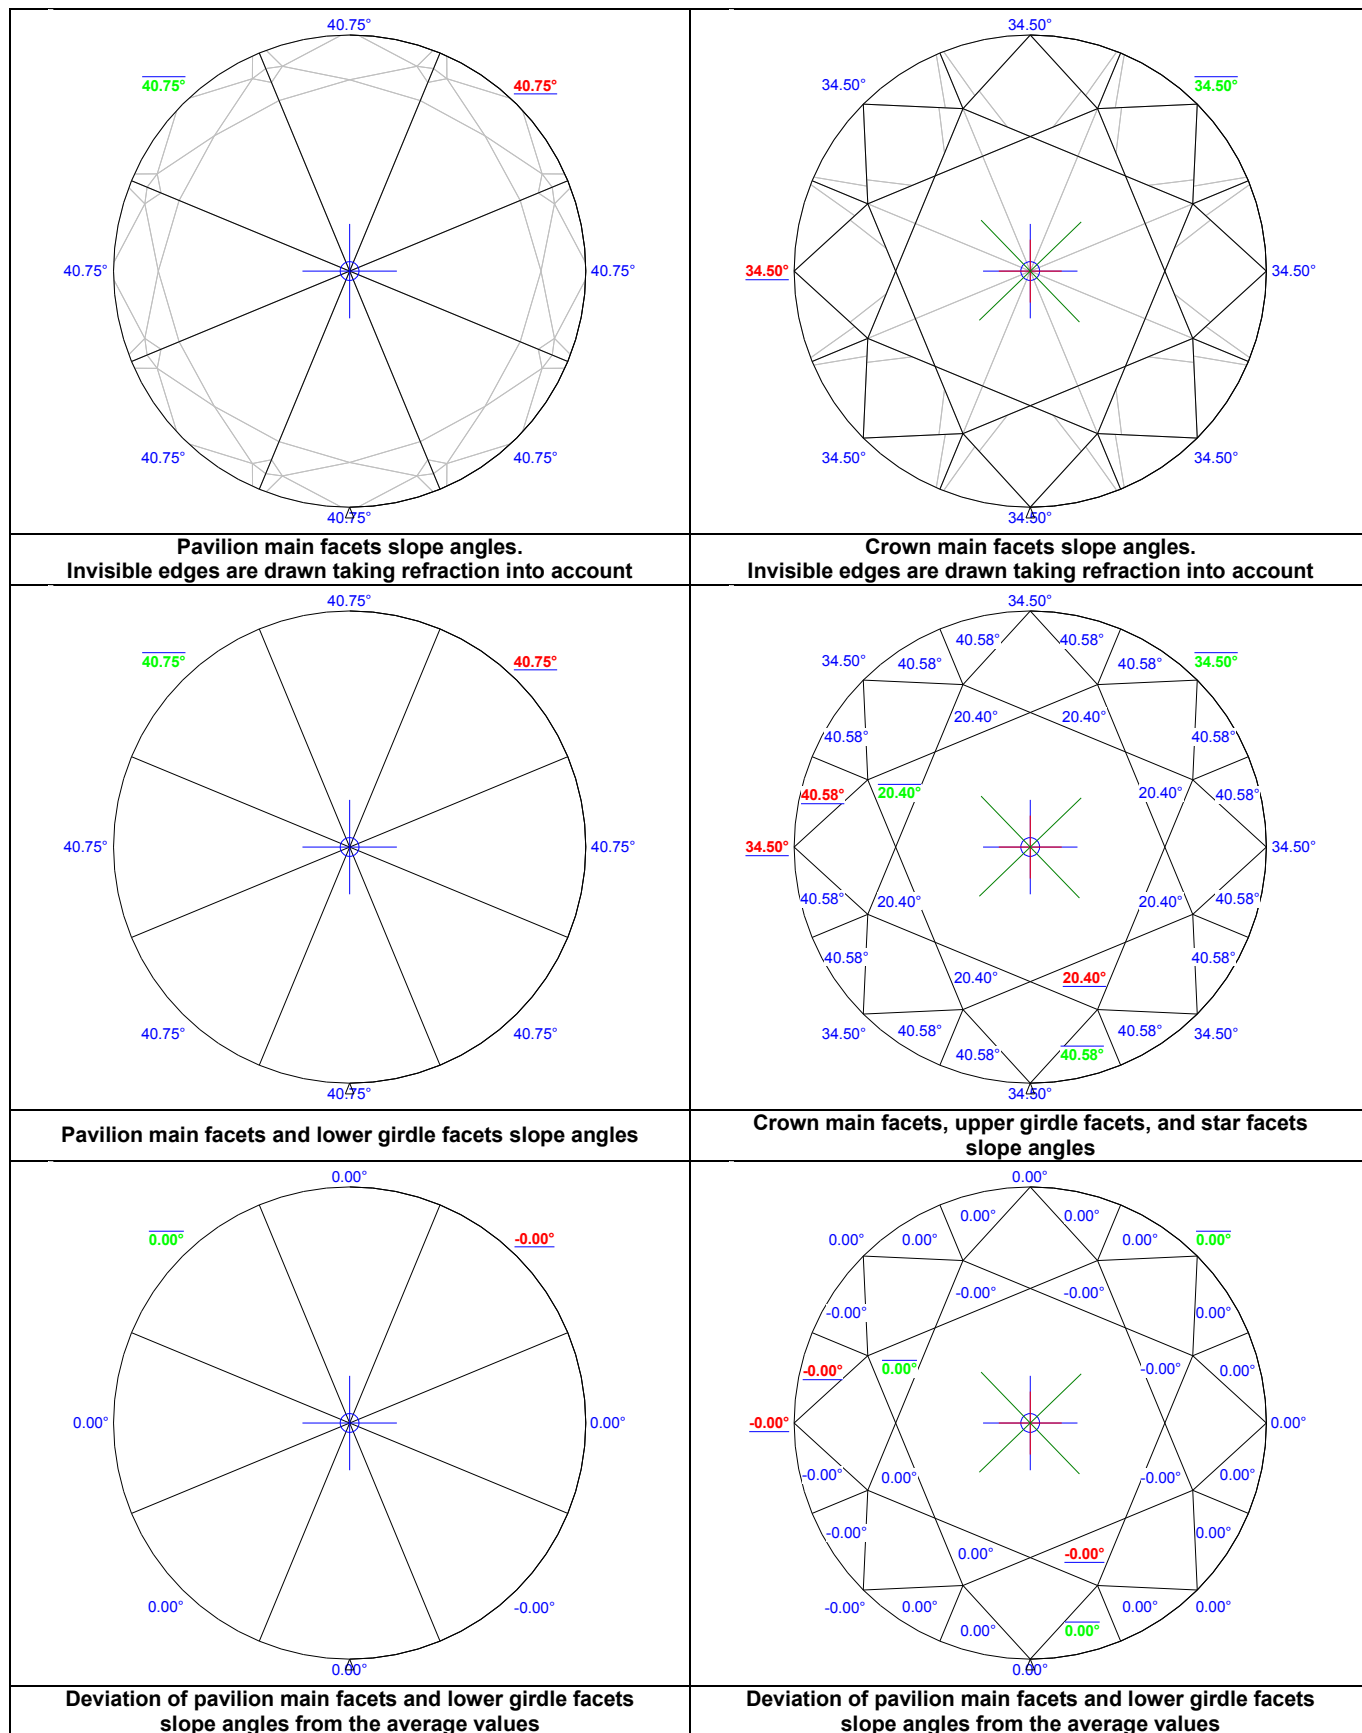 40.75°
40.75° 40.75°
40.75° 40.75°
40.75° 40.75°
40.75°
Pavilion main facets slope angles.
Invisible edges are drawn taking refraction into account
34.50°
34.50° 34.50°
34.50° 34.50°
34.50° 34.50°
34.50°
Crown main facets slope angles.
Invisible edges are drawn taking refraction into account
40.75°
40.75° 40.75°
40.75° 40.75°
40.75° 40.75°
40.75°
Pavilion main facets and lower girdle facets slope angles
34.50°
40.58° 40.58°
34.50° 40.58° 40.58° 34.50°
20.40° 20.40°
40.58° 40.58°
40.58° 20.40° 20.40° 40.58°
34.50° 34.50°
40.58° 20.40° 20.40° 40.58°
40.58° 40.58°
20.40° 20.40°
34.50° 40.58° 40.58° 34.50°
40.58° 40.58°
34.50°
Crown main facets, upper girdle facets, and star facets
slope angles
0.00°
0.00° -0.00°
0.00° 0.00°
0.00° -0.00°
0.00°
Deviation of pavilion main facets and lower girdle facets
slope angles from the average values
0.00°
0.00° 0.00°
0.00° 0.00° 0.00° 0.00°
-0.00° -0.00°
-0.00° 0.00°
-0.00° 0.00° -0.00° 0.00°
-0.00° 0.00°
-0.00° 0.00° -0.00° 0.00°
-0.00° 0.00°
0.00° -0.00°
-0.00° 0.00° 0.00° 0.00°
0.00° 0.00°
0.00°
Deviation of pavilion main facets and lower girdle facets
slope angles from the average values